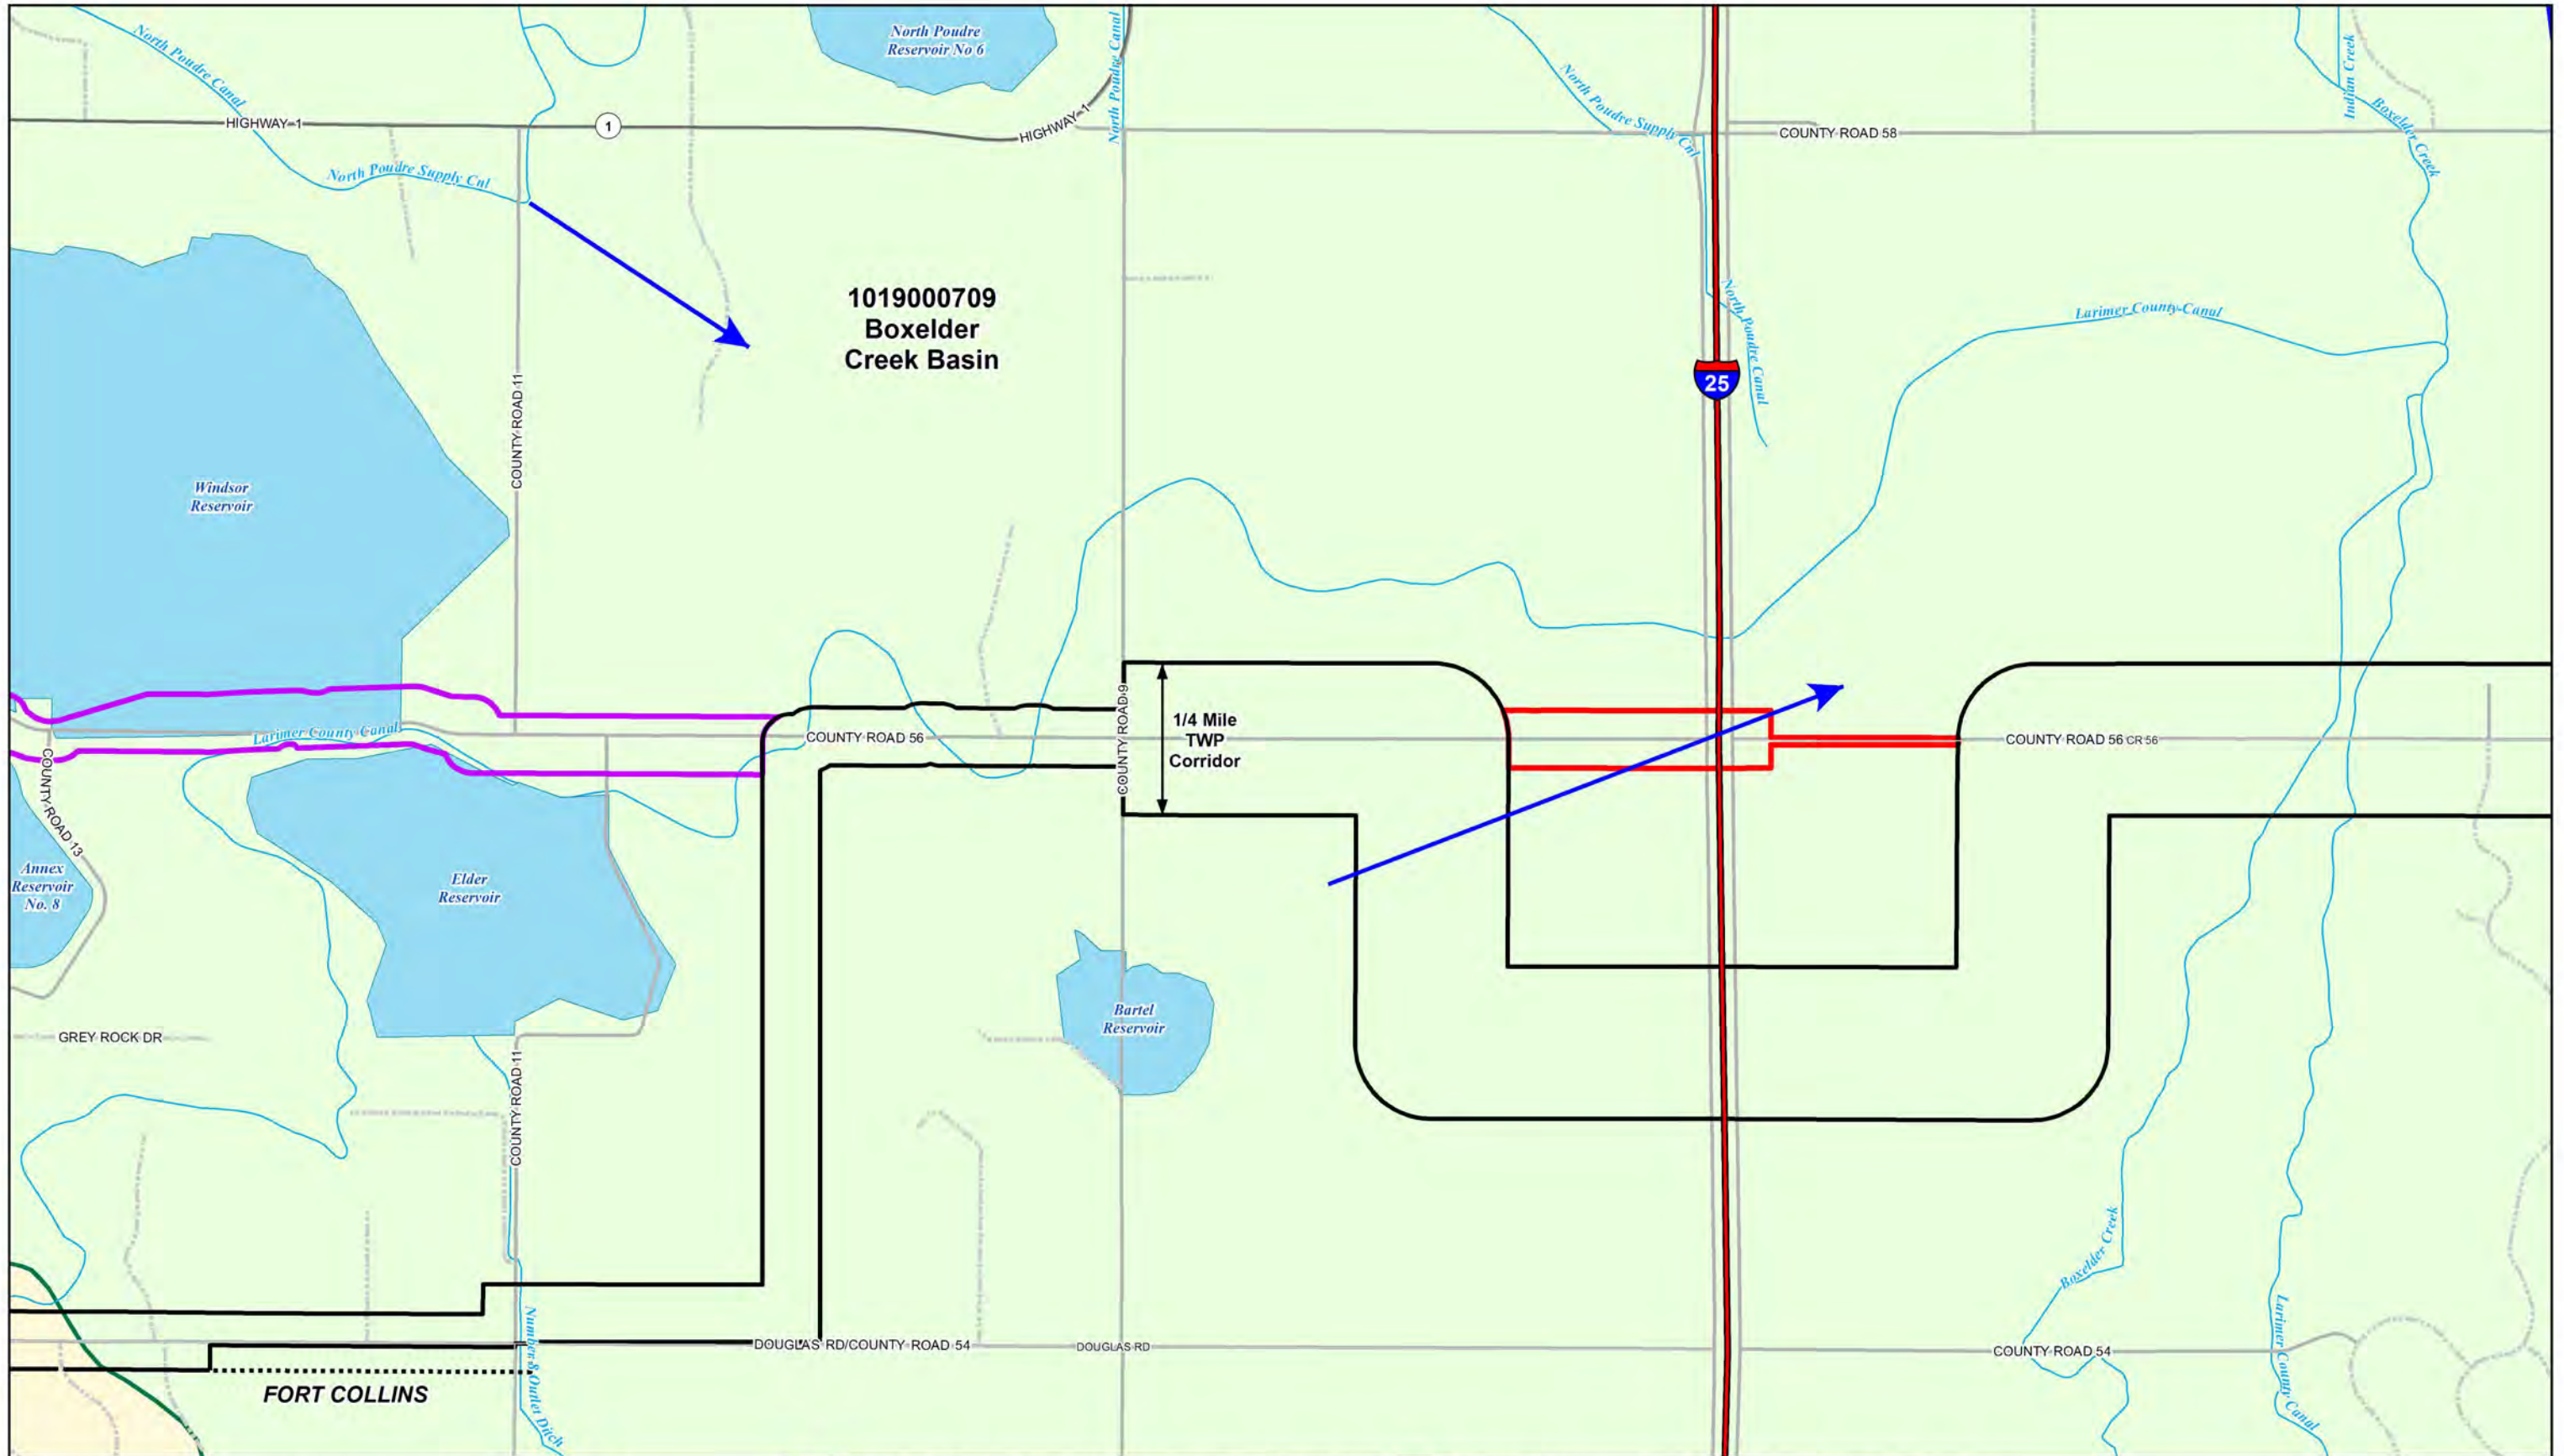 North Poudre
Reservoir No 6
North Poudre Canal
North Poudre Canal
HIGHWAY 1
1
HIGHWAY 1
North Poudre Supply Cnl
COUNTY ROAD 58
Indian Creek
Boxelder Creek
North Poudre Supply Cnl
1019000709
Boxelder
Creek Basin
North Poudre Canal
Larimer County Canal
25
COUNTY ROAD 11
Windsor
Reservoir
Larimer County Canal
COUNTY ROAD 56
COUNTY ROAD 9
1/4 Mile
TWP
Corridor
COUNTY ROAD 56
CR 56
COUNTY ROAD 13
Annex
Reservoir
No. 8
Elder
Reservoir
Bartel
Reservoir
GREY ROCK DR
COUNTY ROAD 11
Boxelder Creek
Number 8 Outlet Ditch
DOUGLAS RD/COUNTY ROAD 54
DOUGLAS RD
COUNTY ROAD 54
Larimer County Canal
FORT COLLINS